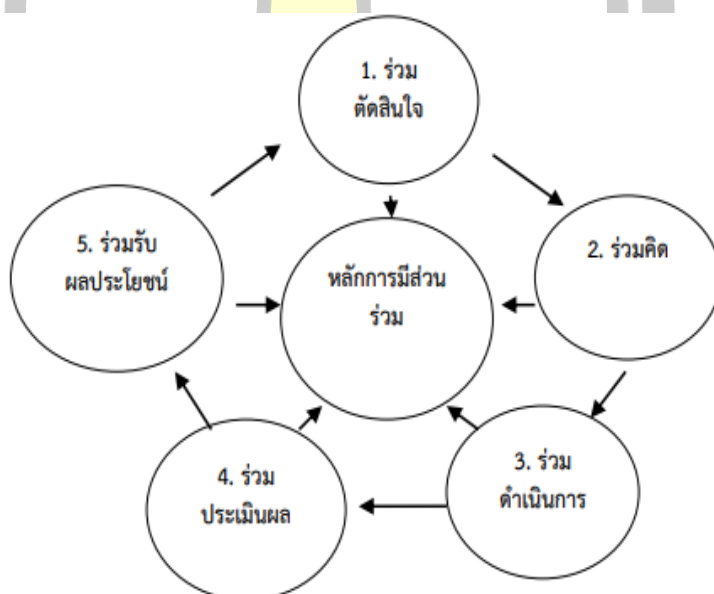 1. ร่วม
ตัดสินใจ
2. ร่วมคิด
3. ร่วม
ดำเนินการ
4. ร่วม
ประเมินผล
5. ร่วมรับ
ผลประโยชน์
หลักการมีส่วน
ร่วม